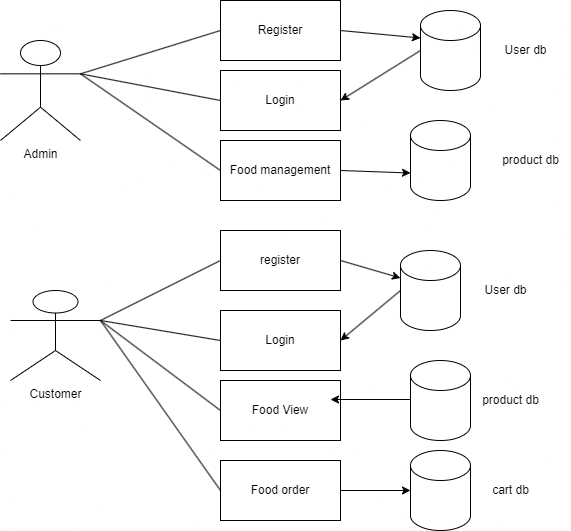 Register
User db
Login
Admin
Food management
product db
register
User db
Login
Customer
Food View
product db
Food order
cart db